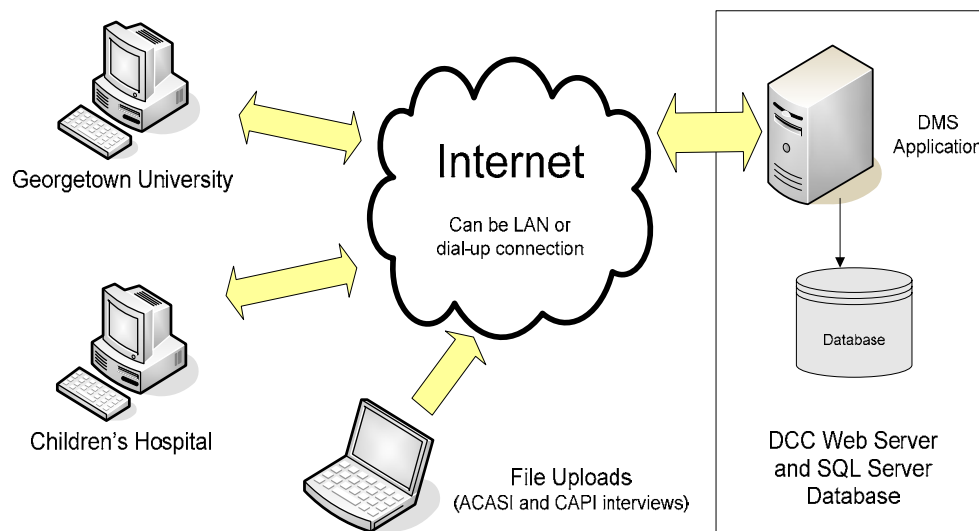 Georgetown University
Children's Hospital
Internet
Can be LAN or
dial-up connection
File Uploads
(ACASI and CAPI interviews)
DMS
Application
Database
DCC Web Server
and SQL Server
Database